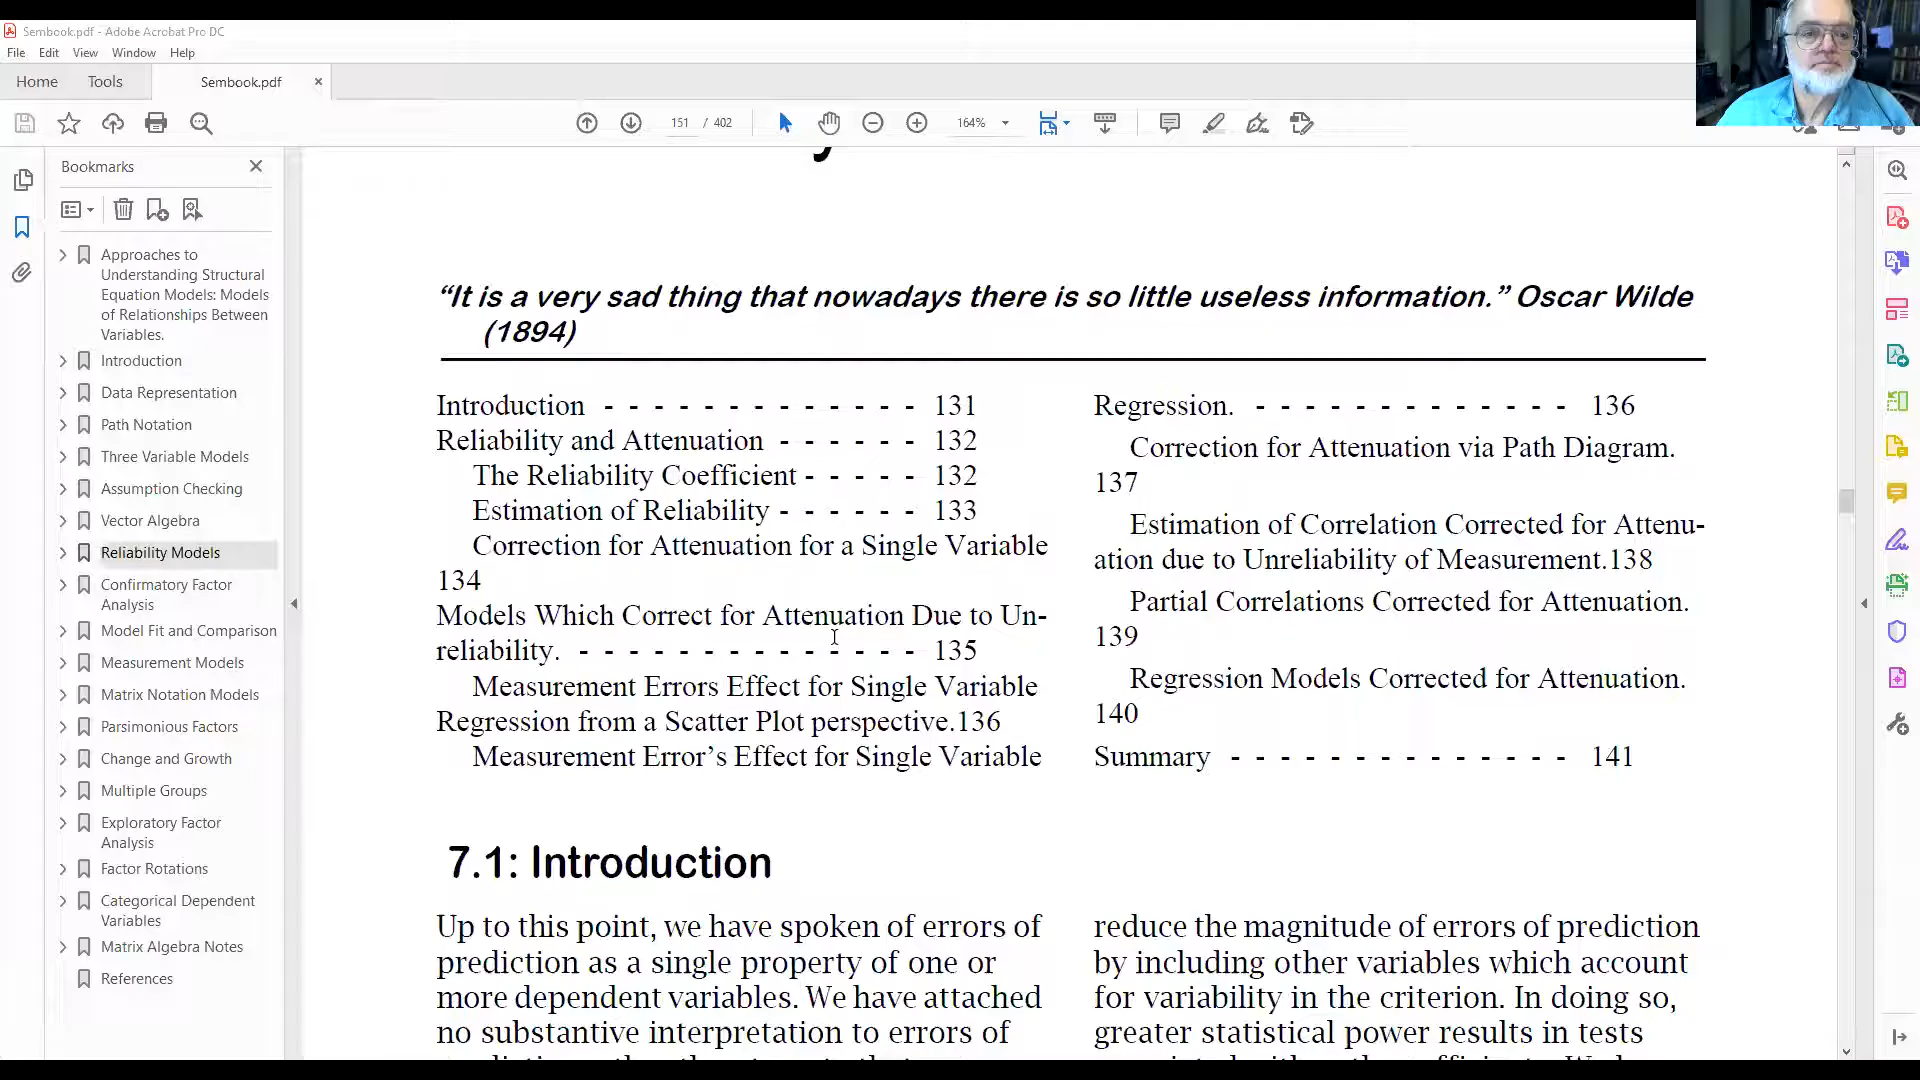 Sembook.pdf - Adobe Acrobat Pro DC
File Edit View Window Help
Home Tools Sembook.pdf
151 / 402 164%
Bookmarks
Approaches to
Understanding Structural
Equation Models: Models
of Relationships Between
Variables.
Introduction
Data Representation
Path Notation
Three Variable Models
Assumption Checking
Vector Algebra
Reliability Models
Confirmatory Factor
Analysis
Model Fit and Comparison
Measurement Models
Matrix Notation Models
Parsimonious Factors
Change and Growth
Multiple Groups
Exploratory Factor
Analysis
Factor Rotations
Categorical Dependent
Variables
Matrix Algebra Notes
References
“It is a very sad thing that nowadays there is so little useless information.” Oscar Wilde
(1894)
Introduction - - - - - - - - - - - - - 131
Reliability and Attenuation - - - - - - 132
The Reliability Coefficient - - - - - 132
Estimation of Reliability - - - - - - 133
Correction for Attenuation for a Single Variable
134
Models Which Correct for Attenuation Due to Un-
reliability. - - - - - - - - - - - - - - 135
Measurement Errors Effect for Single Variable
Regression from a Scatter Plot perspective.136
Measurement Error’s Effect for Single Variable
Regression. - - - - - - - - - - - - - 136
Correction for Attenuation via Path Diagram.
137
Estimation of Correlation Corrected for Attenu-
ation due to Unreliability of Measurement.138
Partial Correlations Corrected for Attenuation.
139
Regression Models Corrected for Attenuation.
140
Summary - - - - - - - - - - - - - - 141
7.1: Introduction
Up to this point, we have spoken of errors of
prediction as a single property of one or
more dependent variables. We have attached
no substantive interpretation to errors of
reduce the magnitude of errors of prediction
by including other variables which account
for variability in the criterion. In doing so,
greater statistical power results in tests